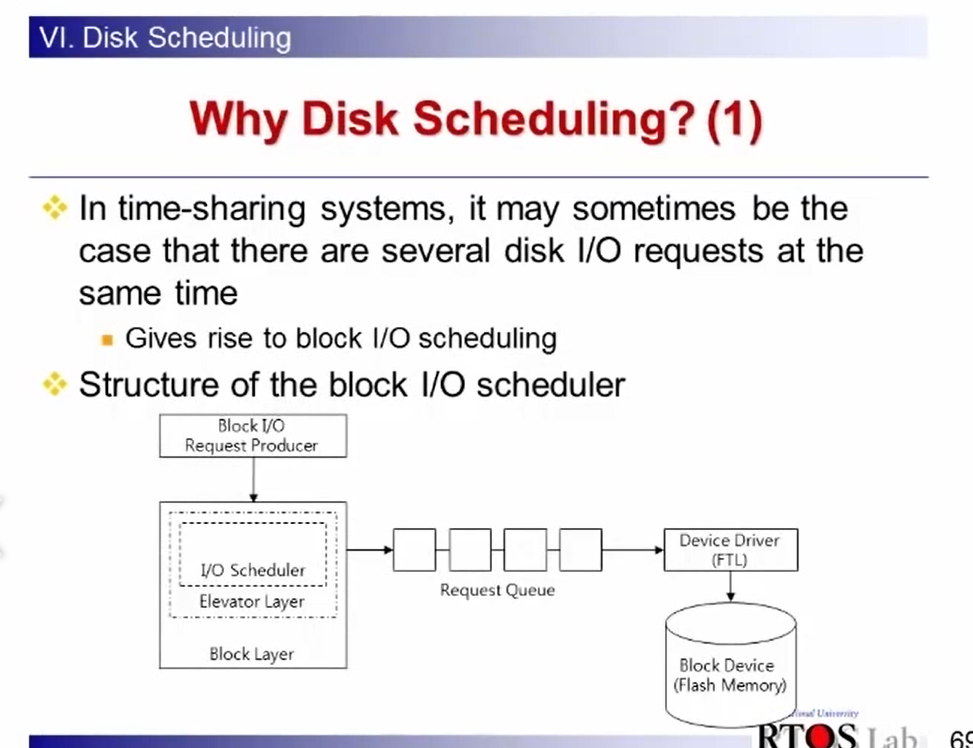 VI. Disk Scheduling
Why Disk Scheduling? (1)
In time-sharing systems, it may sometimes be the
case that there are several disk I/O requests at the
same time
Gives rise to block I/O scheduling
Structure of the block I/O scheduler
Block I/O
Request Producer
I/O Scheduler
Elevator Layer
Block Layer
Request Queue
Device Driver
(FTL)
Block Device
(Flash Memory)
University
RTOS Lab
69